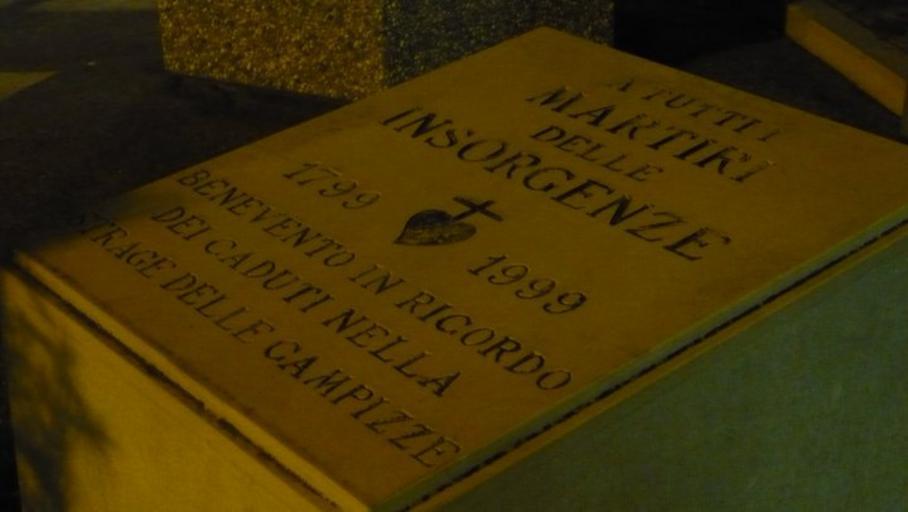 A TUTTI I
MARTIRI
DELLE
INSORGENZE
1799 1999
BENEVENTO IN RICORDO
DEI CADUTI NELLA
STRAGE DELLE CAMPIZZE